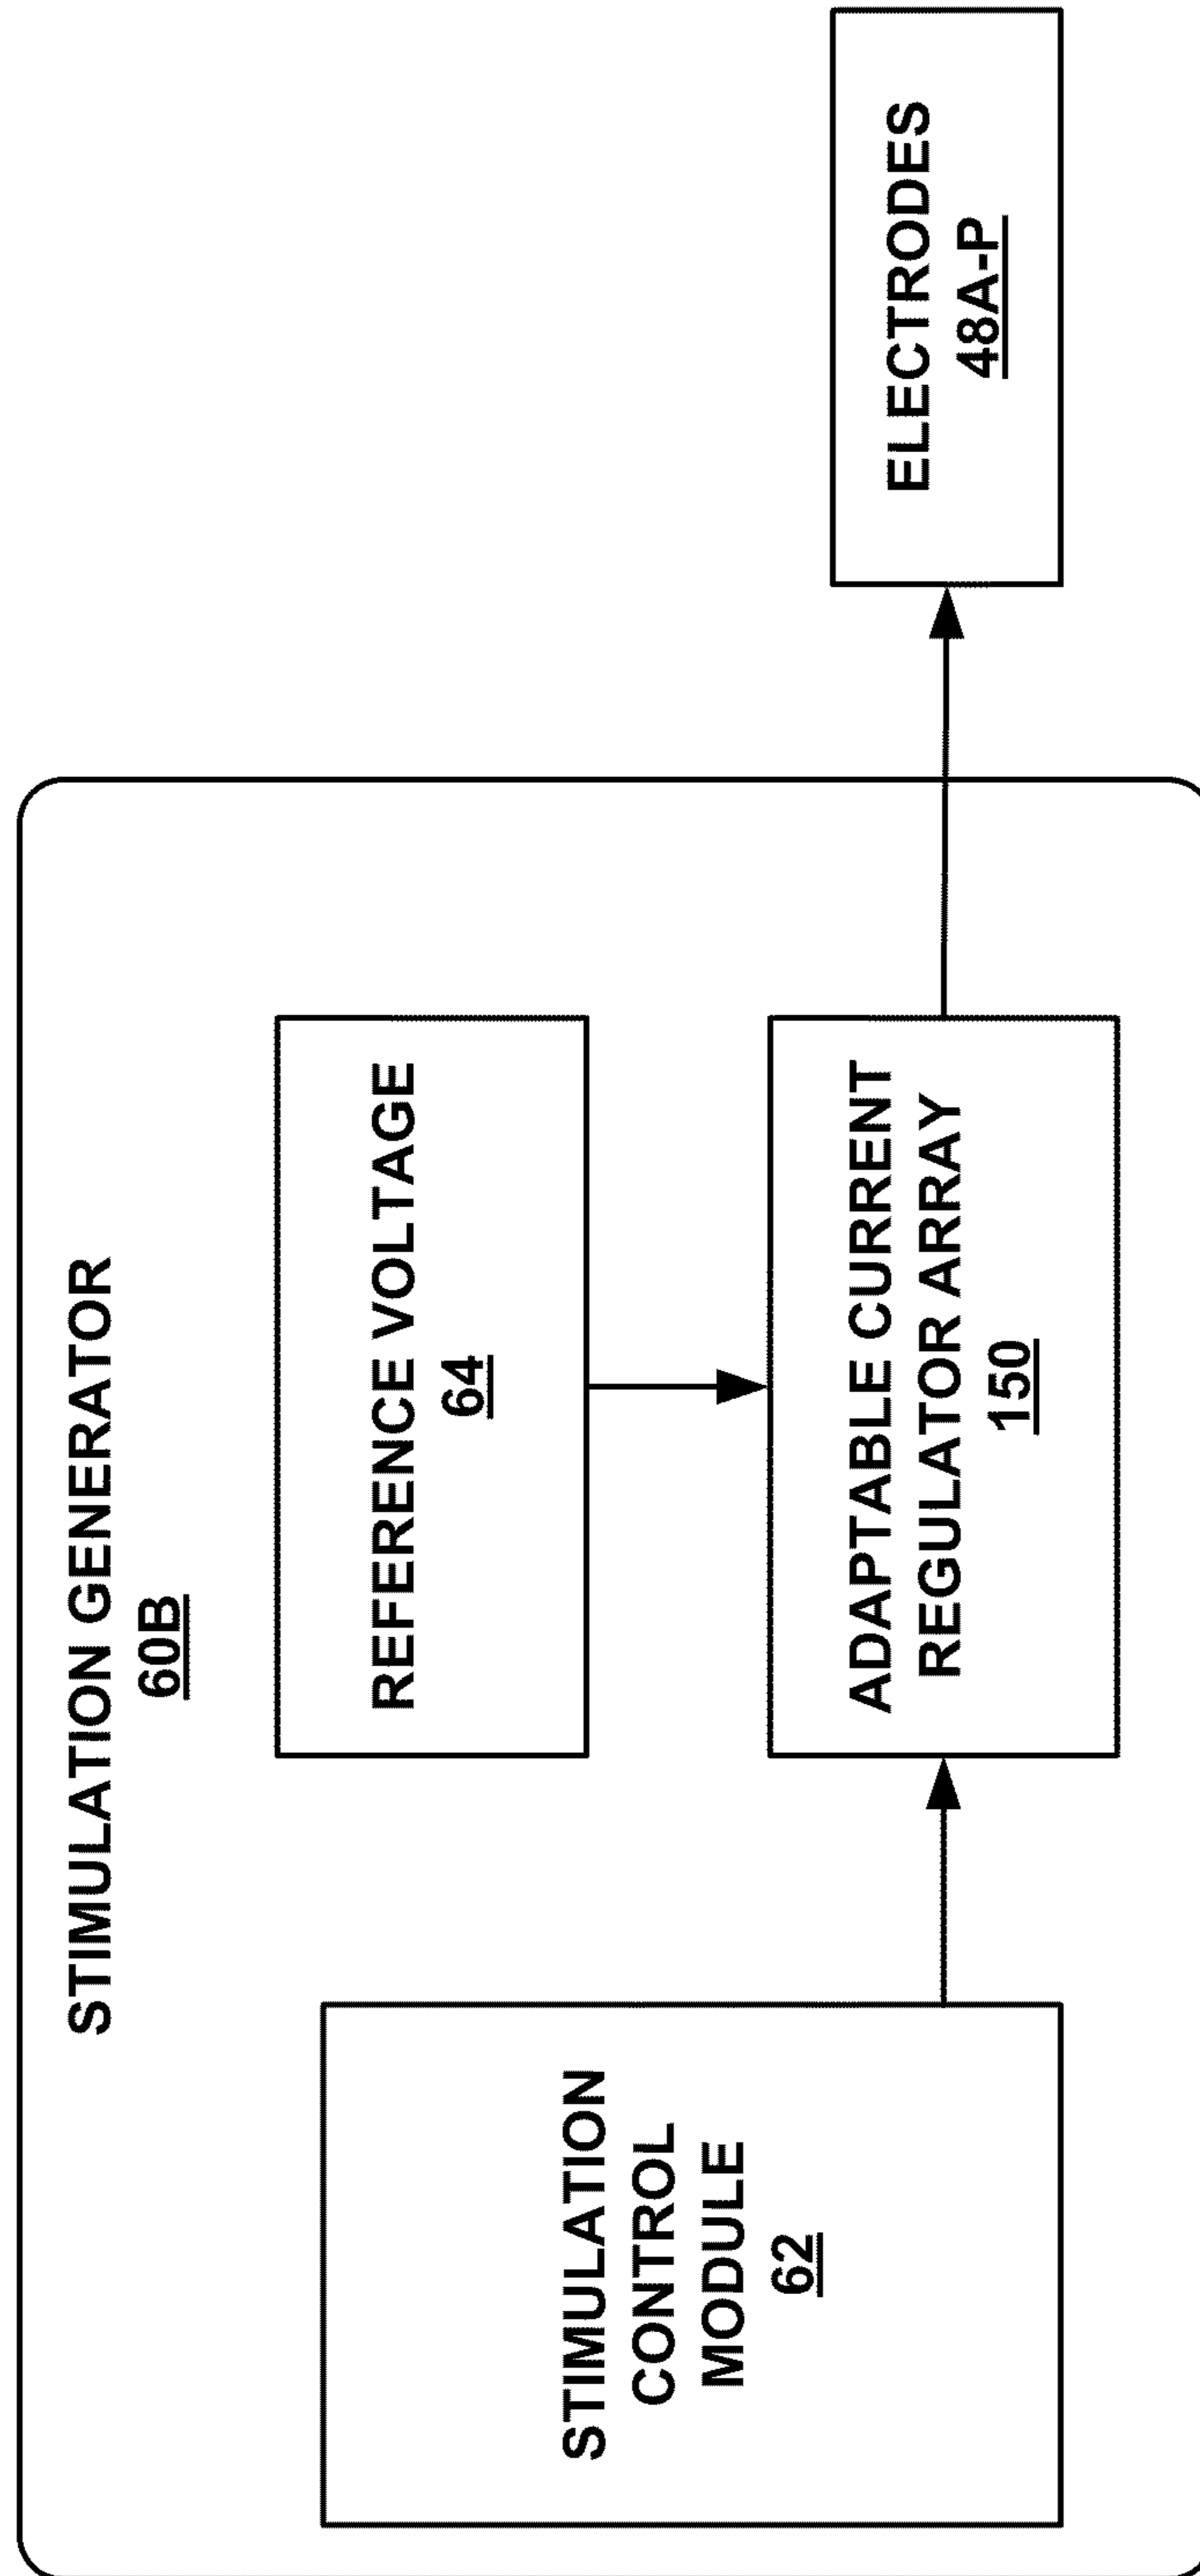 STIMULATION GENERATOR
60B
STIMULATION
CONTROL
MODULE
62
REFERENCE VOLTAGE
64
ADAPTABLE CURRENT
REGULATOR ARRAY
150
ELECTRODES
48A-P